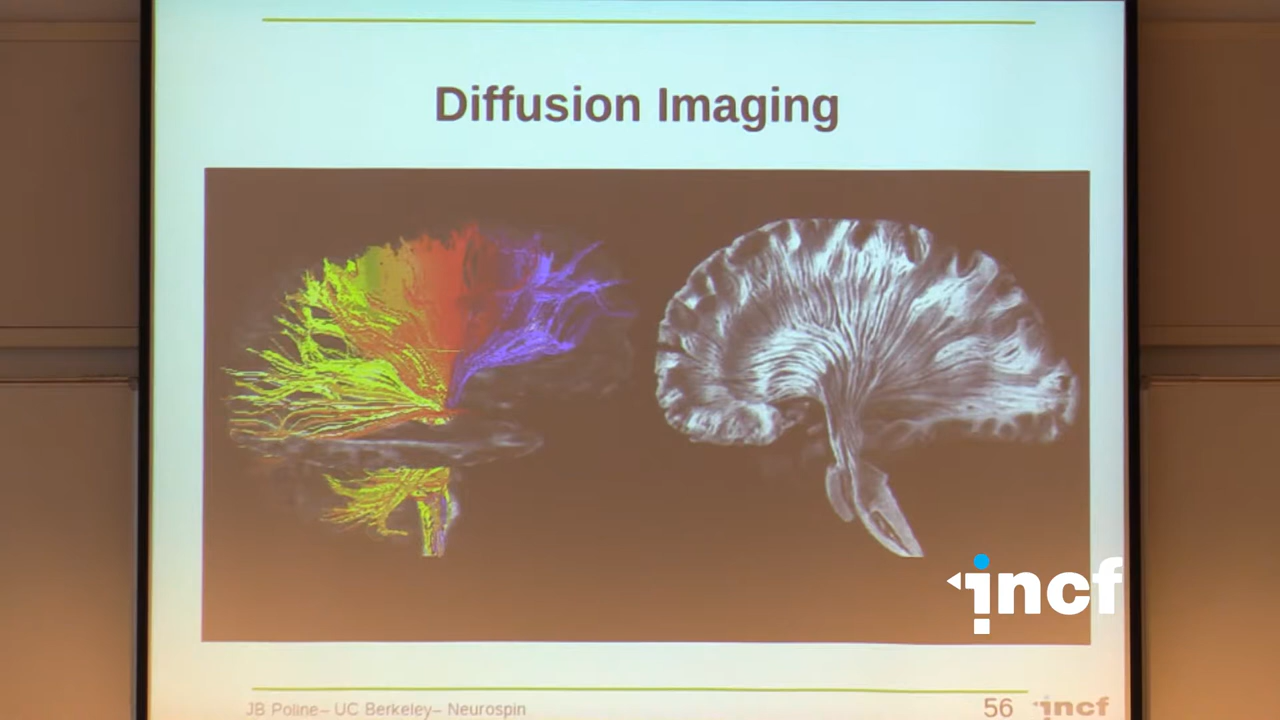 Diffusion Imaging
incf
JB Poline– UC Berkeley– Neurospin
56
incf